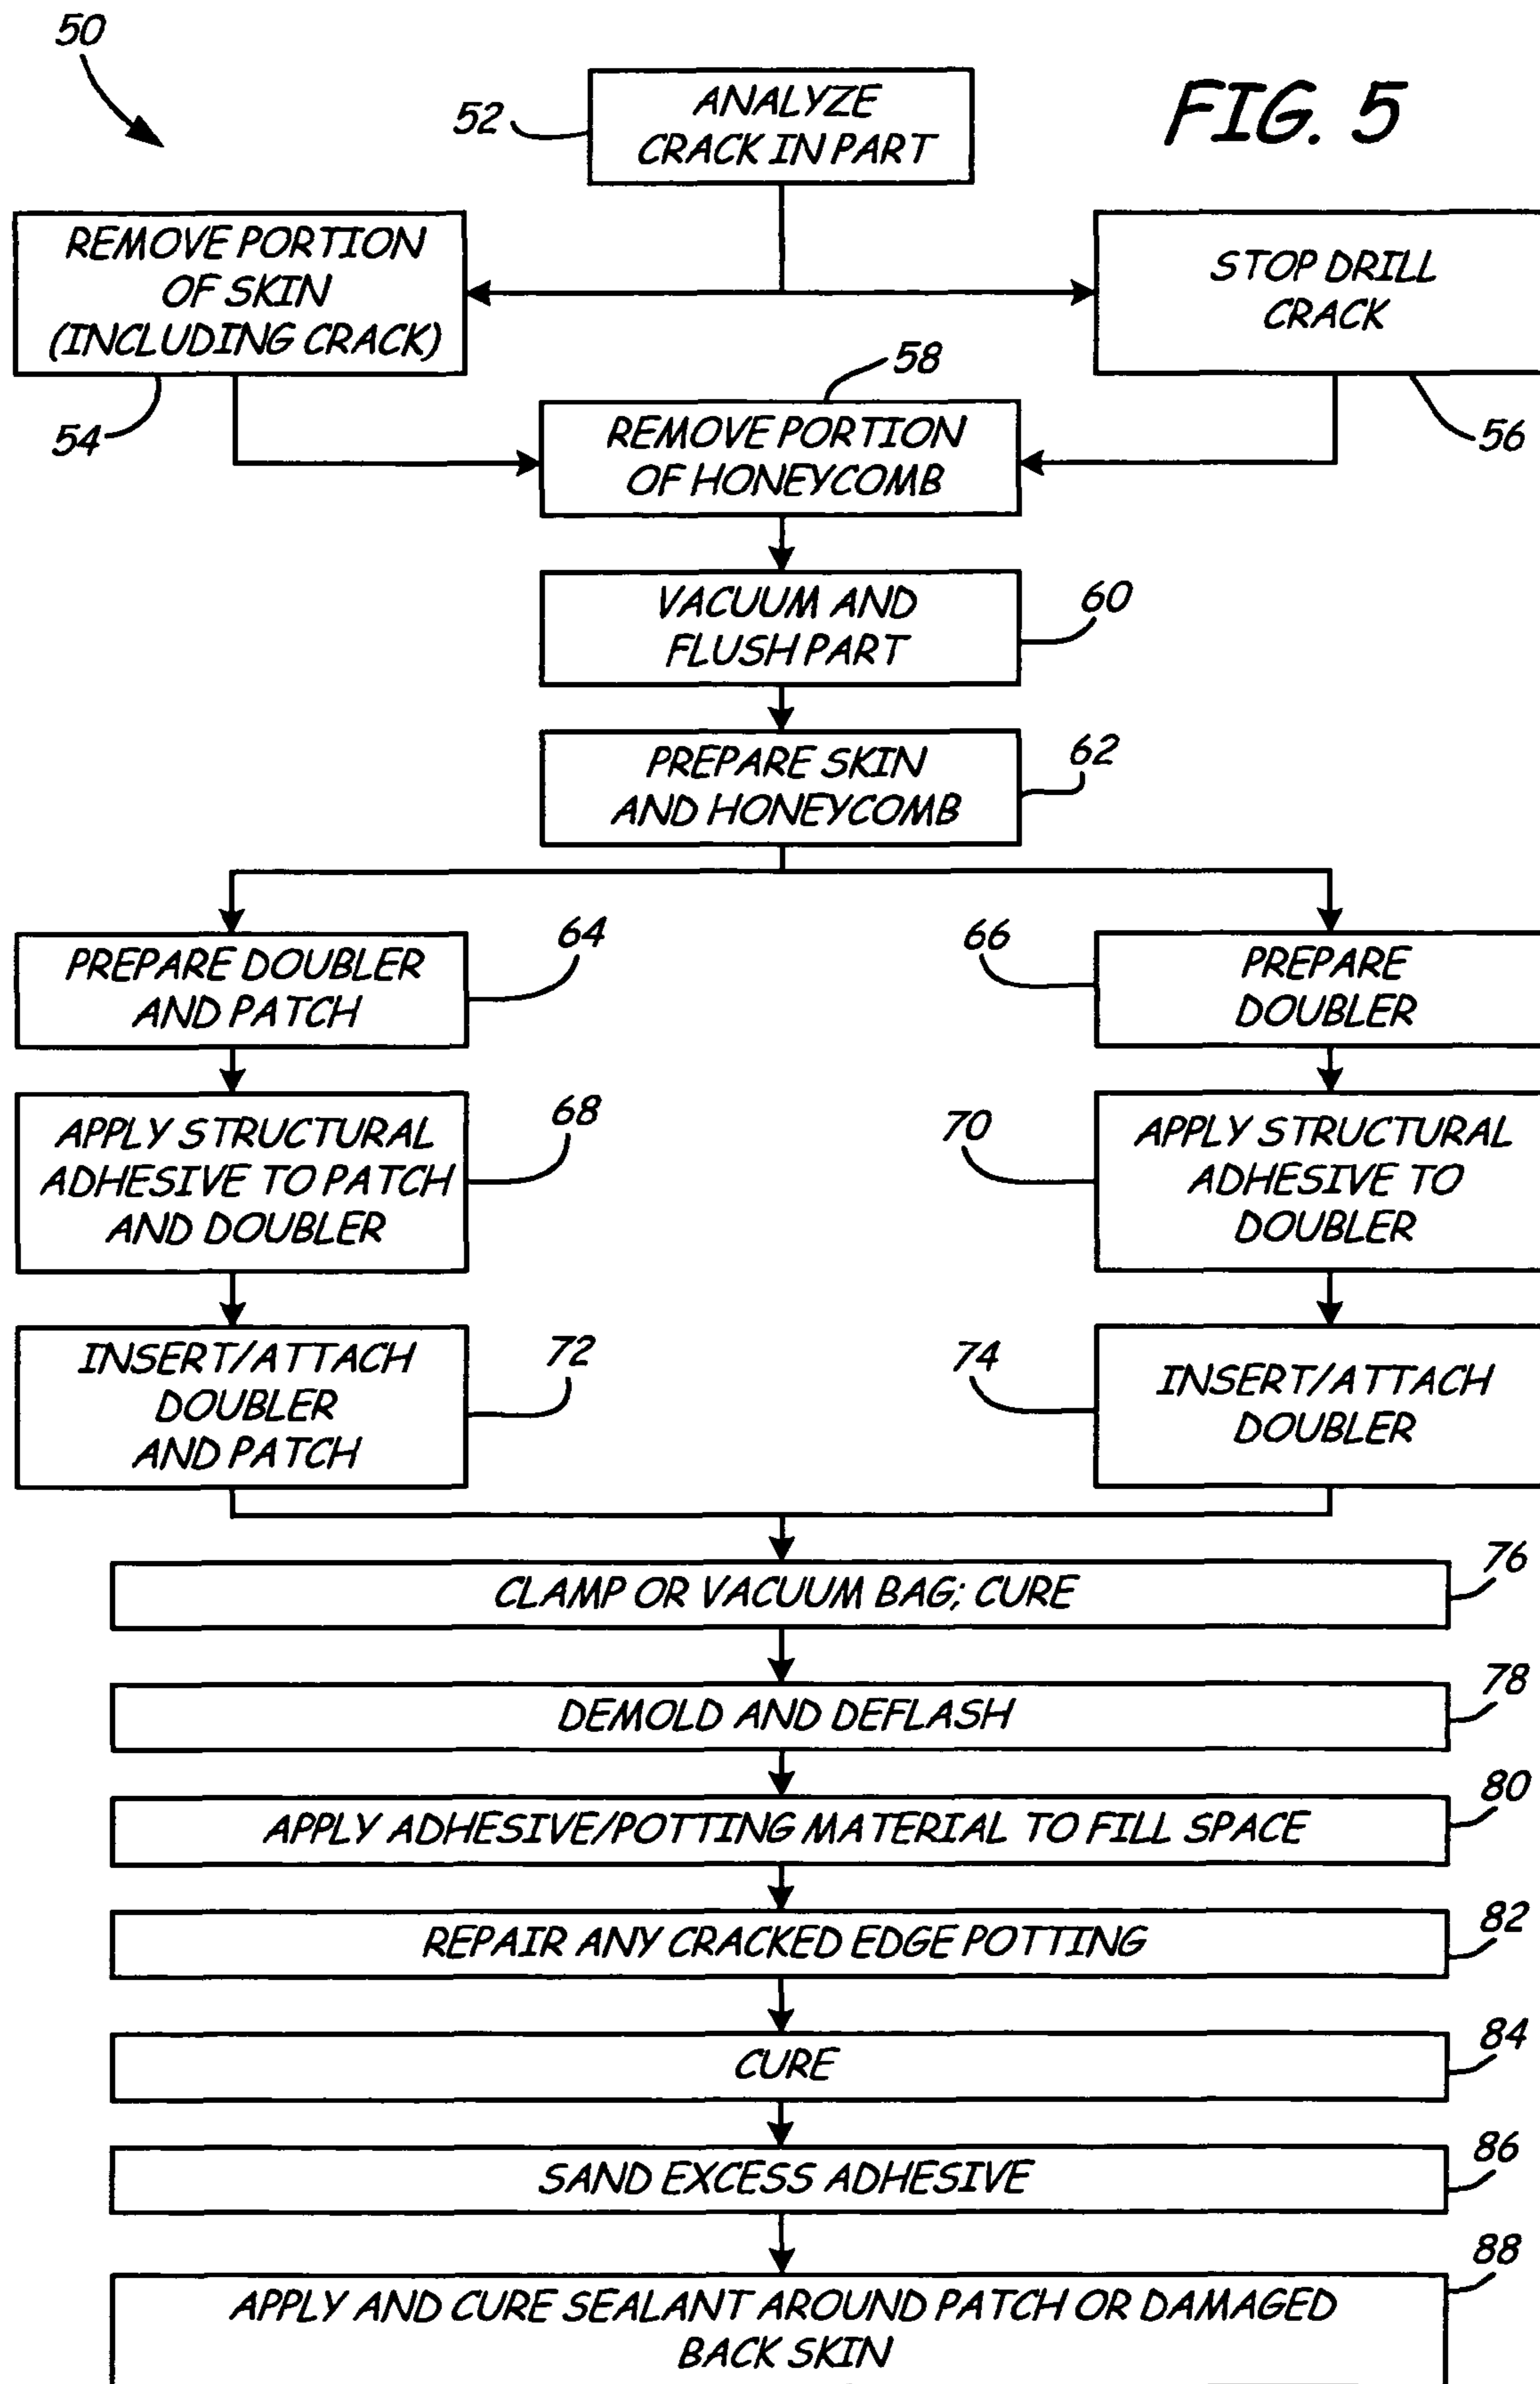 50
FIG. 5
52
ANALYZE
CRACK IN PART
REMOVE PORTION
OF SKIN
(INCLUDING CRACK)
54
STOP DRILL
CRACK
56
58
REMOVE PORTION
OF HONEYCOMB
VACUUM AND
FLUSH PART
60
PREPARE SKIN
AND HONEYCOMB
62
PREPARE DOUBLER
AND PATCH
64
66
PREPARE
DOUBLER
APPLY STRUCTURAL
ADHESIVE TO PATCH
AND DOUBLER
68
70
APPLY STRUCTURAL
ADHESIVE TO
DOUBLER
INSERT/ATTACH
DOUBLER
AND PATCH
72
74
INSERT/ATTACH
DOUBLER
CLAMP OR VACUUM BAG; CURE
76
DEMOLD AND DEFLASH
78
APPLY ADHESIVE/POTTING MATERIAL TO FILL SPACE
80
REPAIR ANY CRACKED EDGE POTTING
82
CURE
84
SAND EXCESS ADHESIVE
86
APPLY AND CURE SEALANT AROUND PATCH OR DAMAGED
BACK SKIN
88